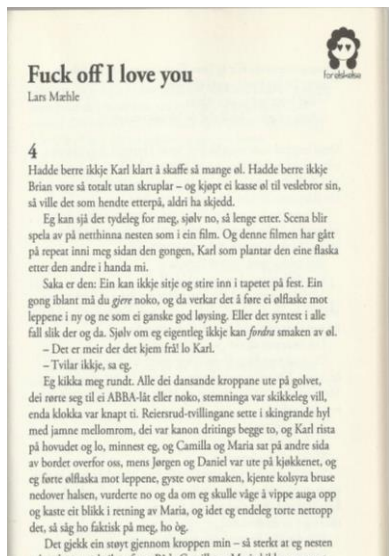 Fuck off I love you
Lars Mæhle
forelskelse
4
Hadde berre ikkje Karl klart å skaffe så mange øl. Hadde berre ikkje
Brian vore så totalt utan skruplar – og kjøpt ei kasse øl til veslebror sin,
så ville det som hendte etterpå, aldri ha skjedd.
Eg kan sjå det tydeleg for meg, sjølv no, så lenge etter. Scena blir
spela av på netthinna nesten som i ein film. Og denne filmen har gått
på repeat inni meg sidan den gongen, Karl som plantar den eine flaska
etter den andre i handa mi.
Saka er den: Ein kan ikkje sitje og stire inn i tapetet på fest. Ein
gong iblant må du gjere noko, og da verkar det å føre ei ølflaske mot
leppene i ny og ne som ei ganske god løysing. Eller det syntest i alle
fall slik der og da. Sjølv om eg eigentleg ikkje kan fordra smaken av øl.
– Det er meir der det kjem frå! lo Karl.
– Tvilar ikkje, sa eg.
Eg kikka meg rundt. Alle dei dansande kroppane ute på golvet,
dei rørte seg til ei ABBA-låt eller noko, stemninga var skikkeleg vill,
enda klokka var knapt ti. Reiersrud-tvillingane sette i skingrande hyl
med jamne mellomrom, dei var kanon dritings begge to, og Karl rista
på hovudet og lo, minnest eg, og Camilla og Maria sat på andre sida
av bordet overfor oss, mens Jørgen og Daniel var ute på kjøkkenet, og
eg førte ølflaska mot leppene, gyste over smaken, kjente kolsyra bruse
nedover halsen, vurderte no og da om eg skulle våge å vippe auga opp
og kaste eit blikk i retning av Maria, og idet eg endeleg torte nettopp
det, så såg ho faktisk på meg, ho òg.
Det gjekk ein støyt gjennom kroppen min – så sterkt at eg nesten